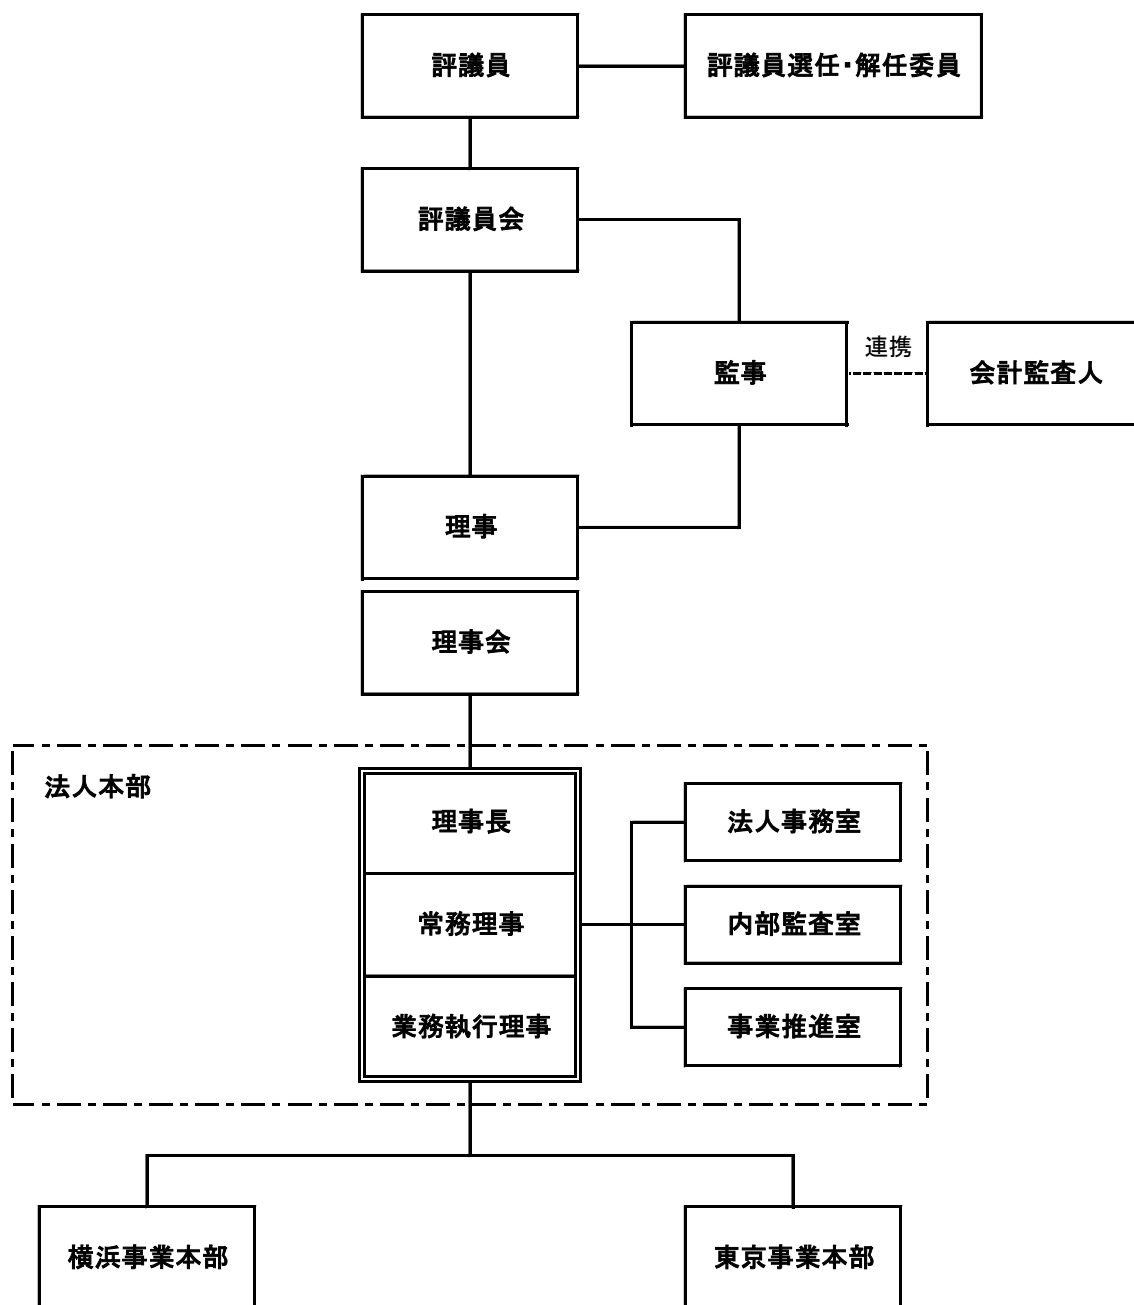 評議員
評議員選任・解任委員
評議員会
監事
連携
会計監査人
理事
理事会
法人本部
理事長
法人事務室
常務理事
内部監査室
業務執行理事
事業推進室
横浜事業本部
東京事業本部